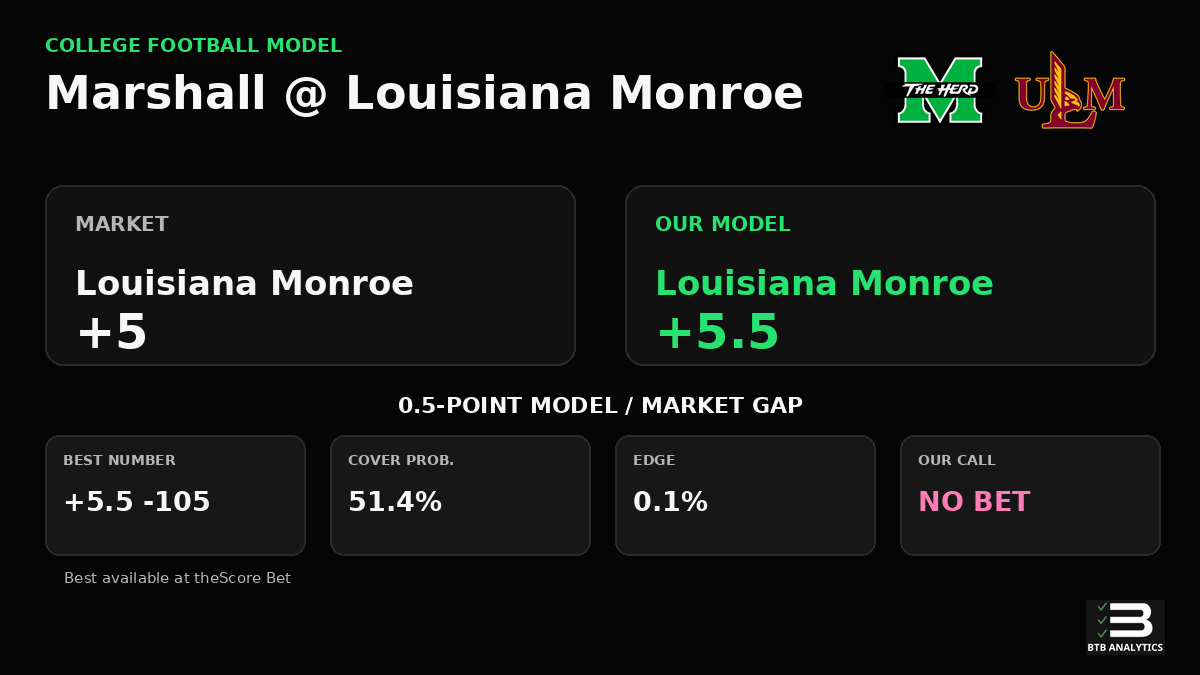 COLLEGE FOOTBALL MODEL
Marshall @ Louisiana Monroe
THE HERD
ULM
MARKET
Louisiana Monroe
+5
OUR MODEL
Louisiana Monroe
+5.5
0.5-POINT MODEL / MARKET GAP
BEST NUMBER
+5.5 -105
COVER PROB.
51.4%
EDGE
0.1%
OUR CALL
NO BET
Best available at theScore Bet
BTB ANALYTICS